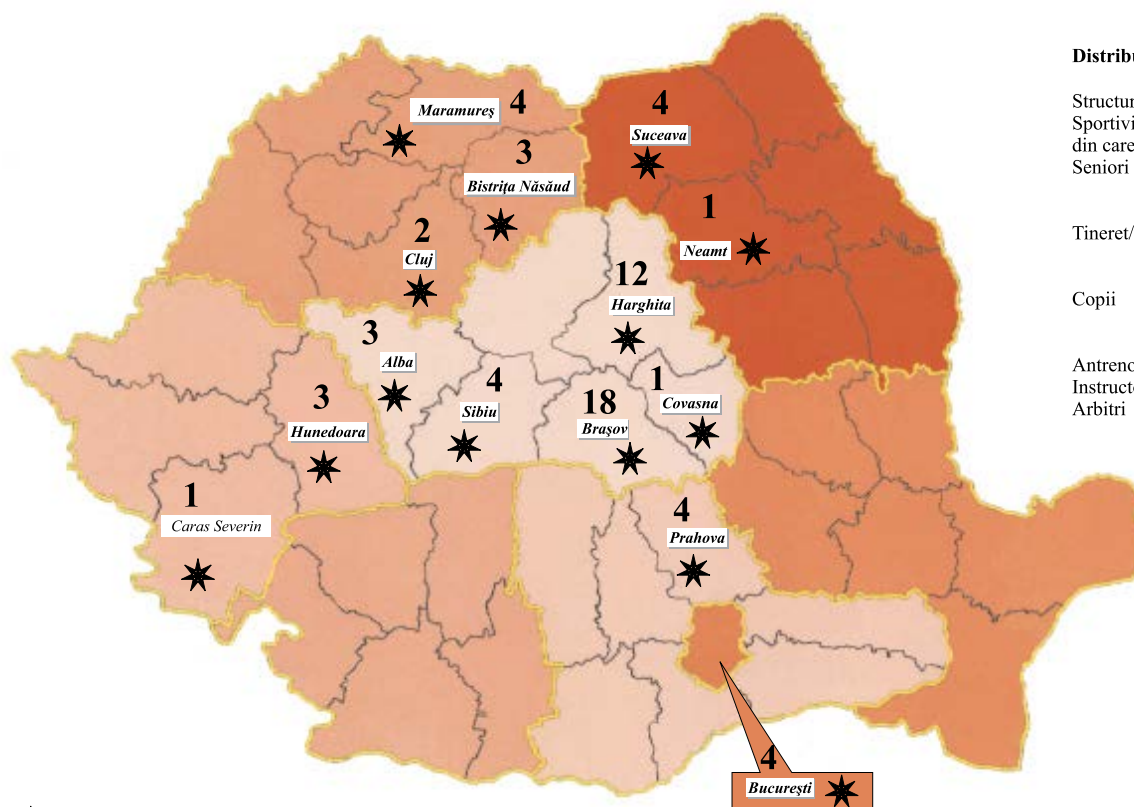 4
Maramureş
3
Bistriţa Năsăud
2
Cluj
4
Suceava
1
Neamt
12
Harghita
3
Alba
4
Sibiu
18
Braşov
1
Covasna
3
Hunedoara
1
Caras Severin
4
Prahova
4
Bucureşti
Distribu
Structur
Sportivi
din care
Seniori
Tineret/
Copii
Antreno
Instructo
Arbitri